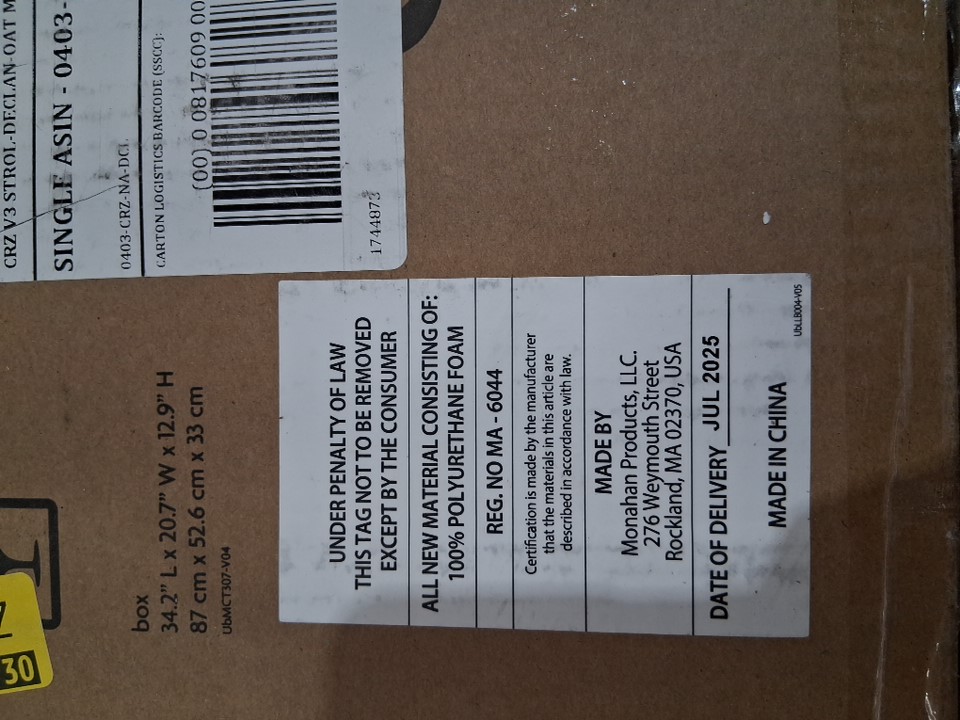 CRZ V3 STROL-DECLAN-OAT M
SINGLE ASIN - 0403-
0403-CRZ-NA-DCL
CARTON LOGISTICS BARCODE (SSCC):
(00) 0 0817609 00
1744873
box
34.2" L x 20.7" W x 12.9" H
87 cm x 52.6 cm x 33 cm
UbMCT307-V04
30
UNDER PENALTY OF LAW
THIS TAG NOT TO BE REMOVED
EXCEPT BY THE CONSUMER
ALL NEW MATERIAL CONSISTING OF:
100% POLYURETHANE FOAM
REG. NO MA - 6044
Certification is made by the manufacturer
that the materials in this article are
described in accordance with law.
MADE BY
Monahan Products, LLC.
276 Weymouth Street
Rockland, MA 02370, USA
DATE OF DELIVERY JUL 2025
MADE IN CHINA
UbLLB004-V05